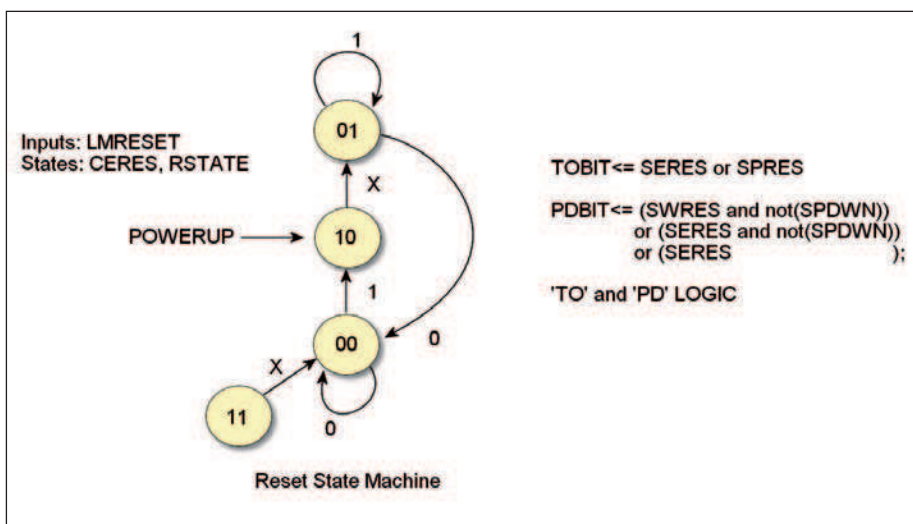 1
01
Inputs: LMRESET
States: CERES, RSTATE
X
POWERUP
10
1
00
0
X
11
0
Reset State Machine
TOBIT<= SERES or SPRES
PDBIT<= (SWRES and not(SPDWN))
or (SERES and not(SPDWN))
or (SERES );
'TO' and 'PD' LOGIC